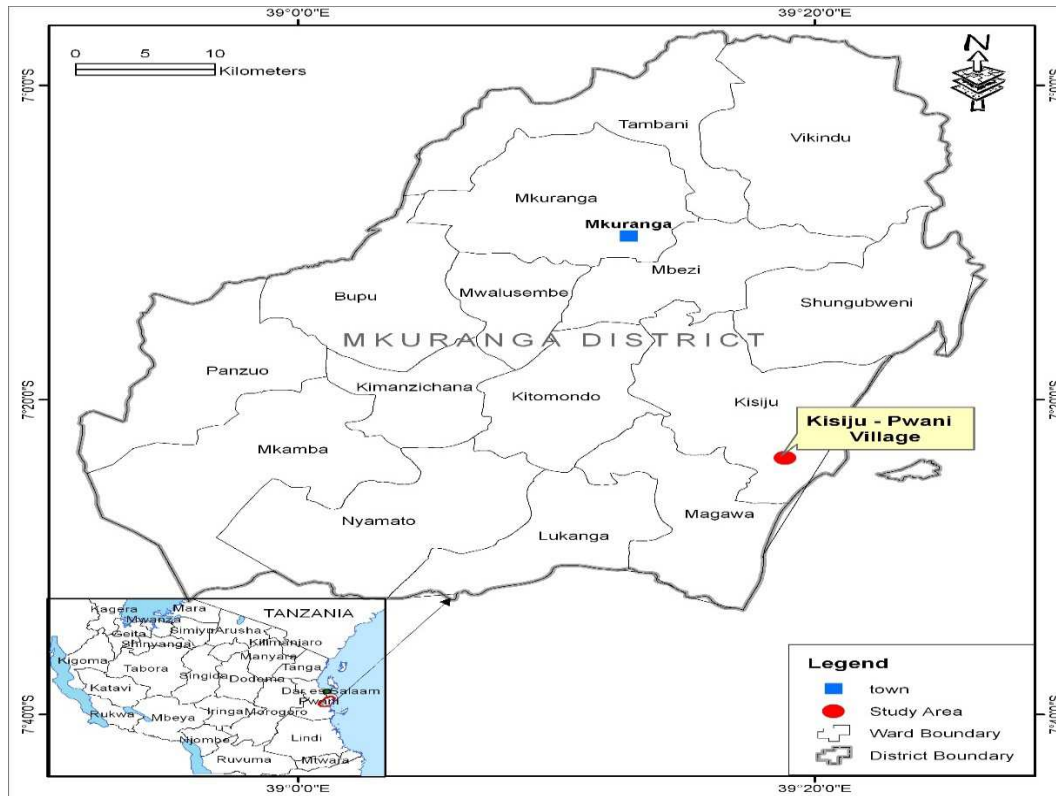 39°0'0"E
39°20'0"E
0 5 10
Kilometers
N
7°0'0"S
7°0'0"S
Tambani
Vikindu
Mkuranga
Mkuranga
Mbezi
Bupu
Mwalusembe
Shungubweni
MKURANGA DISTRICT
Panzuo
Kimanzichana
Kitomondo
Kisiju
7°20'0"S
7°20'0"S
Kisiju - Pwani
Village
Mkamba
Nyamato
Magawa
Lukanga
TANZANIA
Kagera
Mara
Mwanza
Geita
Simiyu
Arusha
Shinyanga
Kilimanjaro
Manyara
Kigoma
Tabora
Tanga
Singida
Dodoma
Katavi
Dar es Salaam
Pwani
Rukwa
Mbeya
Iringa
Morogoro
Njombe
Lindi
Ruvuma
Mtwara
Legend
town
Study Area
Ward Boundary
District Boundary
7°40'0"S
7°40'0"S
39°0'0"E
39°20'0"E